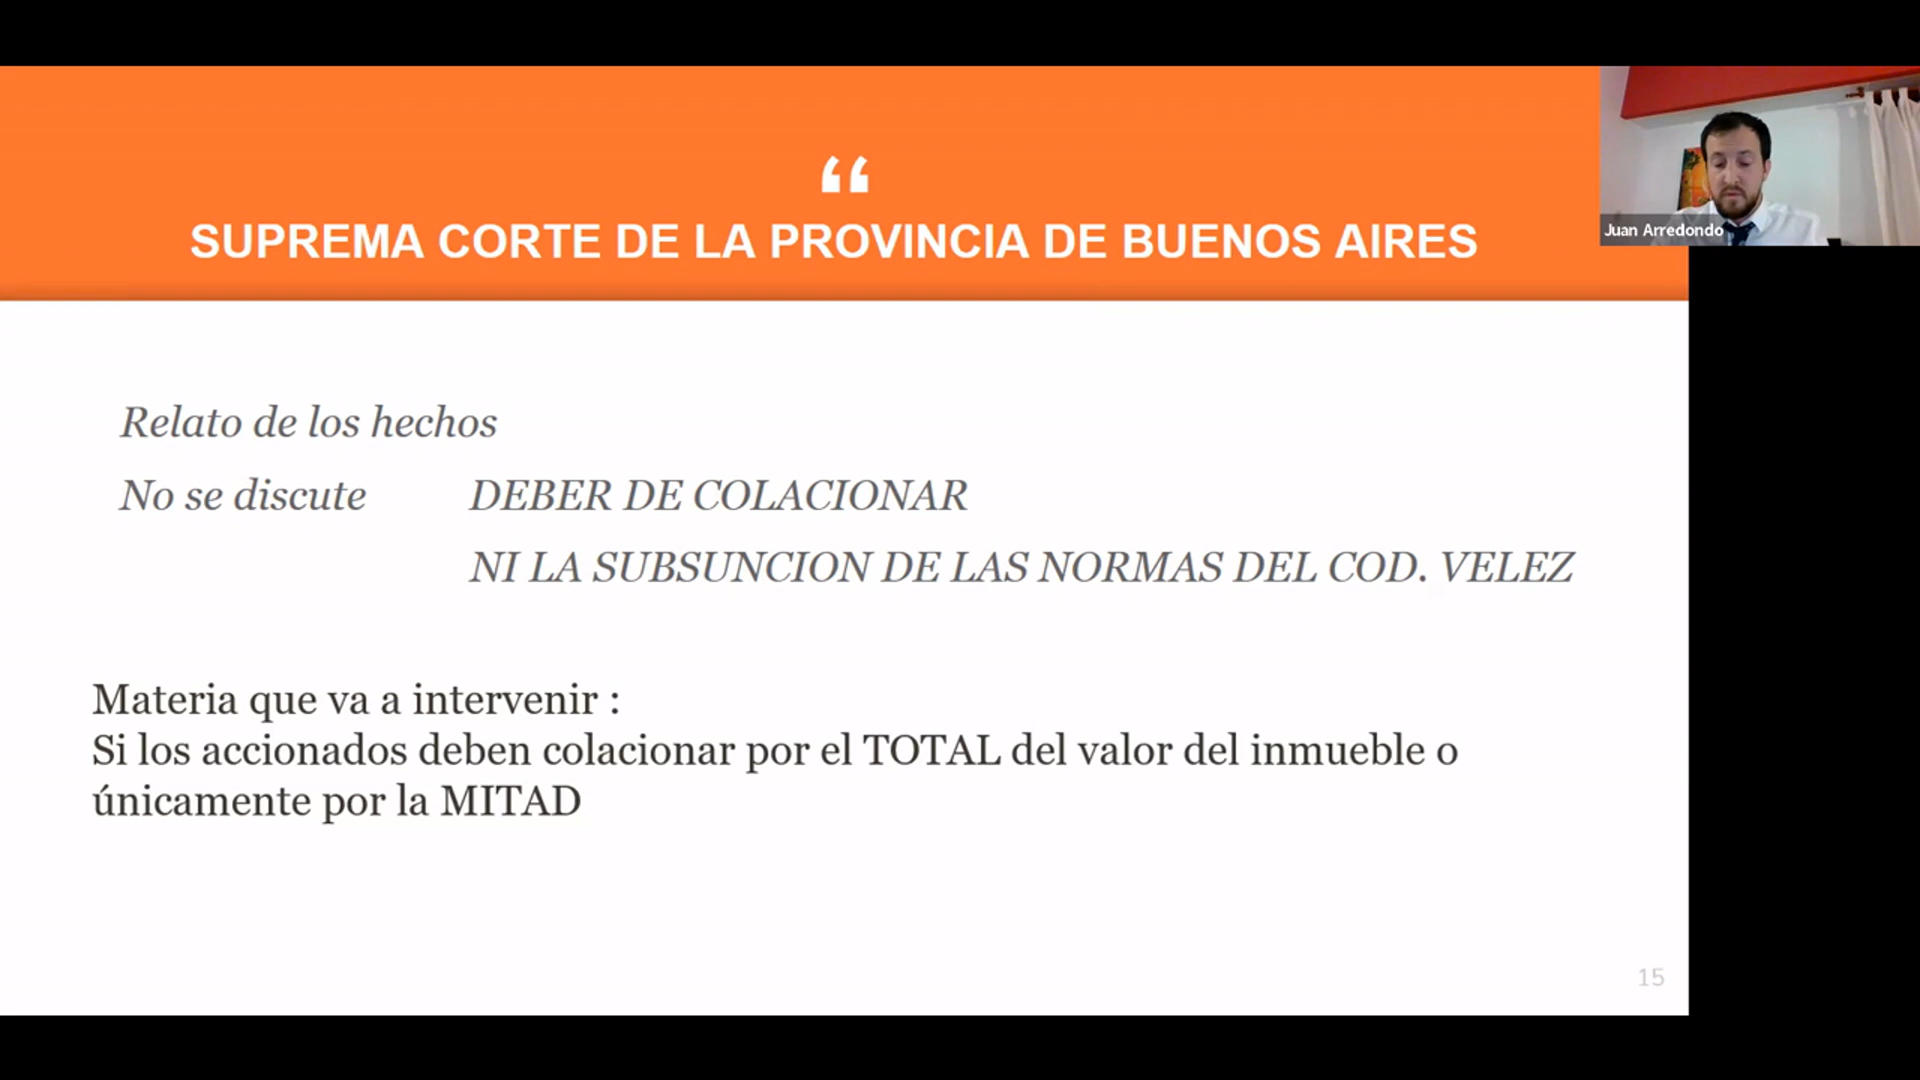 “
SUPREMA CORTE DE LA PROVINCIA DE BUENOS AIRES
Juan Arredondo
Relato de los hechos
No se discute DEBER DE COLACIONAR
NI LA SUBSUNCION DE LAS NORMAS DEL COD. VELEZ
Materia que va a intervenir :
Si los accionados deben colacionar por el TOTAL del valor del inmueble o
únicamente por la MITAD
15